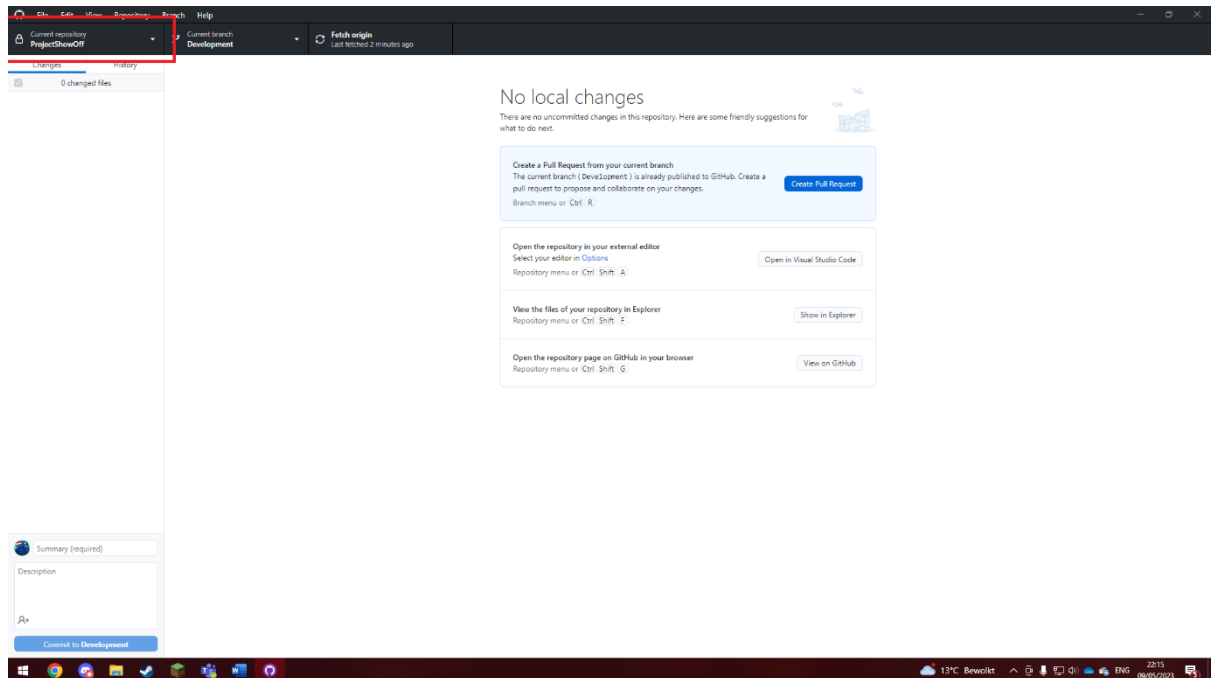 File Edit View Repository Branch Help
Current repository
ProjectShowOff
Current branch
Development
Fetch origin
Last fetched 2 minutes ago
Changes History
0 changed files
No local changes
There are no uncommitted changes in this repository. Here are some friendly suggestions for
what to do next.
Create a Pull Request from your current branch
The current branch (Development) is already published to GitHub. Create a
pull request to propose and collaborate on your changes.
Branch menu or Ctrl R
Create Pull Request
Open the repository in your external editor
Select your editor in Options
Repository menu or Ctrl Shift A
Open in Visual Studio Code
View the files of your repository in Explorer
Repository menu or Ctrl Shift F
Show in Explorer
Open the repository page on GitHub in your browser
Repository menu or Ctrl Shift G
View on GitHub
Summary (required)
Description
Commit to Development
13°C Bewolkt
ENG
22:15
09/05/2023